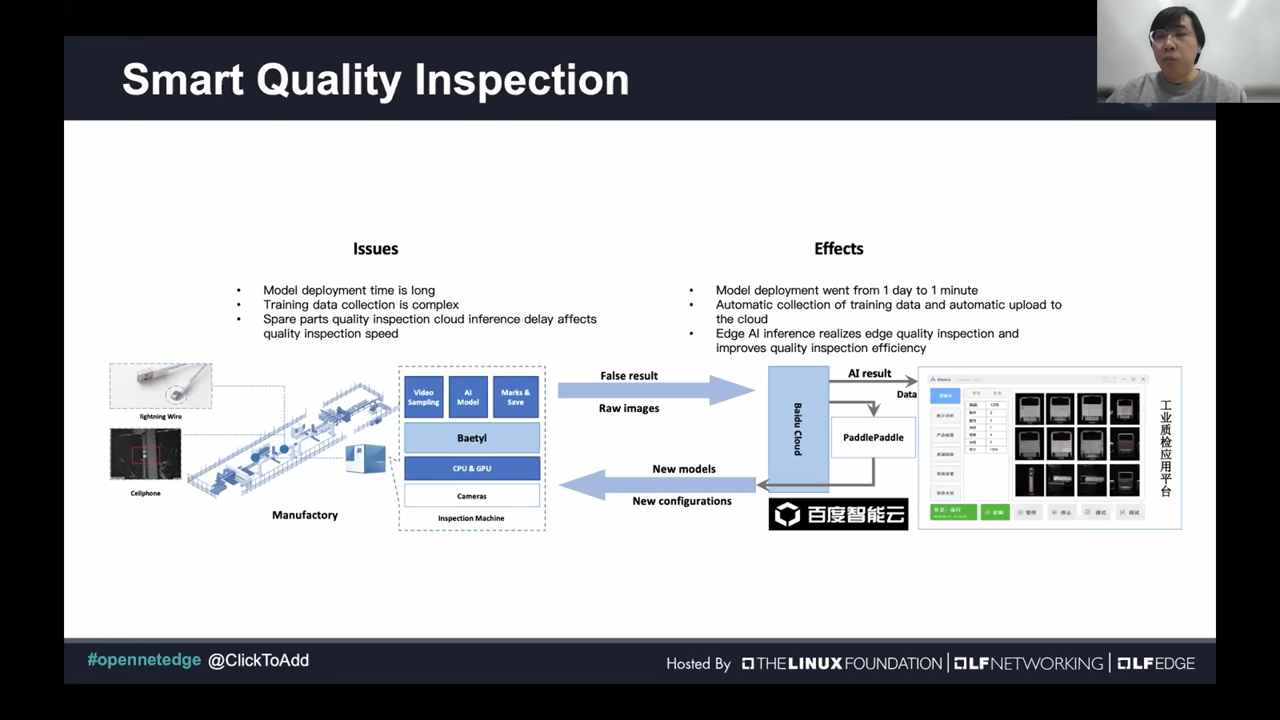 Smart Quality Inspection
Issues
• Model deployment time is long
• Training data collection is complex
• Spare parts quality inspection cloud inference delay affects
quality inspection speed
Effects
• Model deployment went from 1 day to 1 minute
• Automatic collection of training data and automatic upload to
the cloud
• Edge AI inference realizes edge quality inspection and
improves quality inspection efficiency
lightning Wire
Cellphone
Manufactory
Video
Sampling
AI
Model
Marks &
Save
Baetyl
CPU & GPU
Cameras
Inspection Machine
False result
Raw images
New models
New configurations
Baidu Cloud
AI result
Data
PaddlePaddle
百度智能云
工业质检应用平台
#opennetedge @ClickToAdd
Hosted By THE LINUX FOUNDATION | LF NETWORKING | LF EDGE